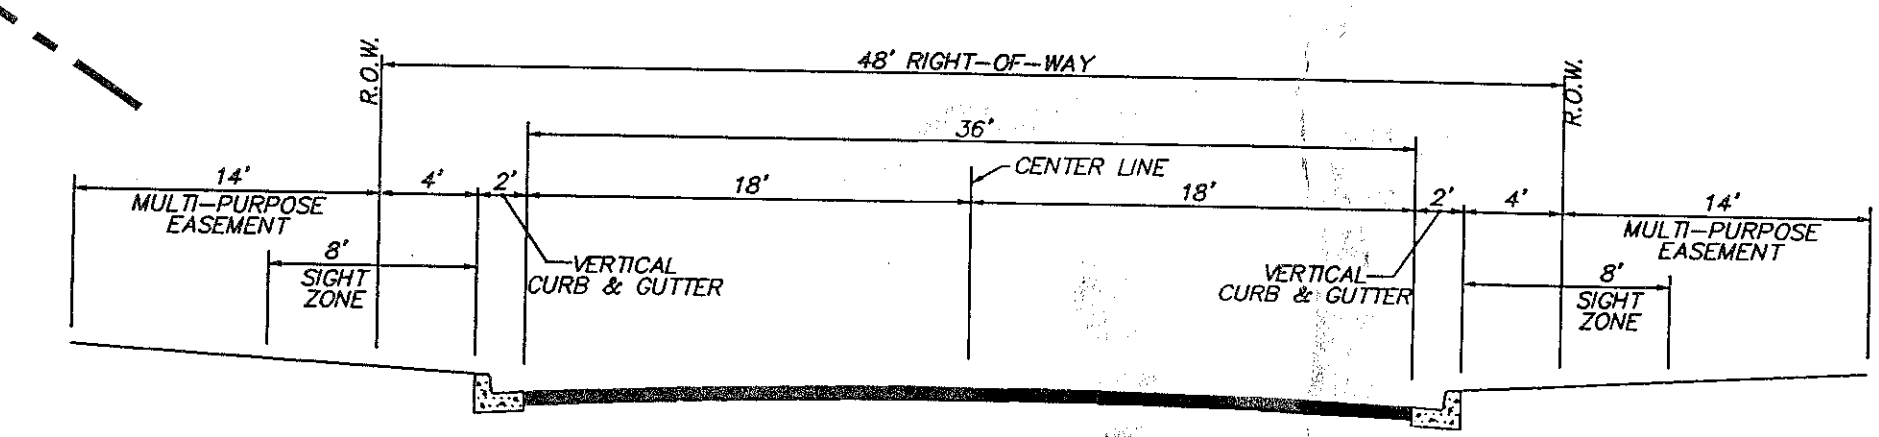 R.O.W.
48' RIGHT-OF-WAY
R.O.W.
36'
CENTER LINE
14'
4'
2'
18'
18'
2'
4'
14'
MULTI-PURPOSE
EASEMENT
MULTI-PURPOSE
EASEMENT
8'
SIGHT
ZONE
VERTICAL
CURB & GUTTER
VERTICAL
CURB & GUTTER
8'
SIGHT
ZONE